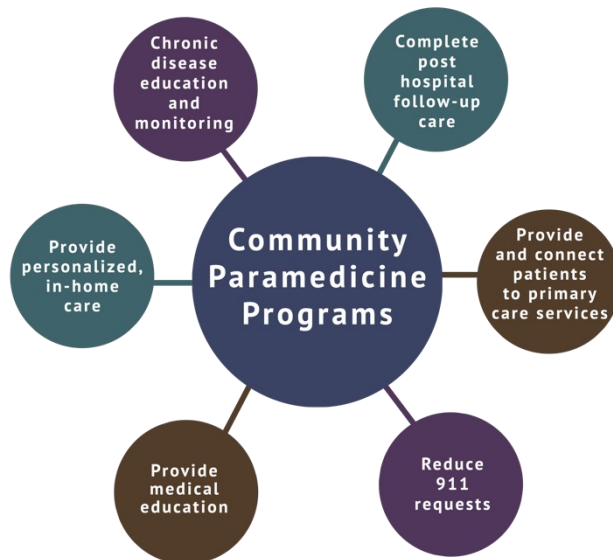 Chronic
disease
education
and
monitoring
Complete
post
hospital
follow-up
care
Community
Paramedicine
Programs
Provide
personalized,
in-home
care
Provide
and connect
patients
to primary
care services
Provide
medical
education
Reduce
911
requests